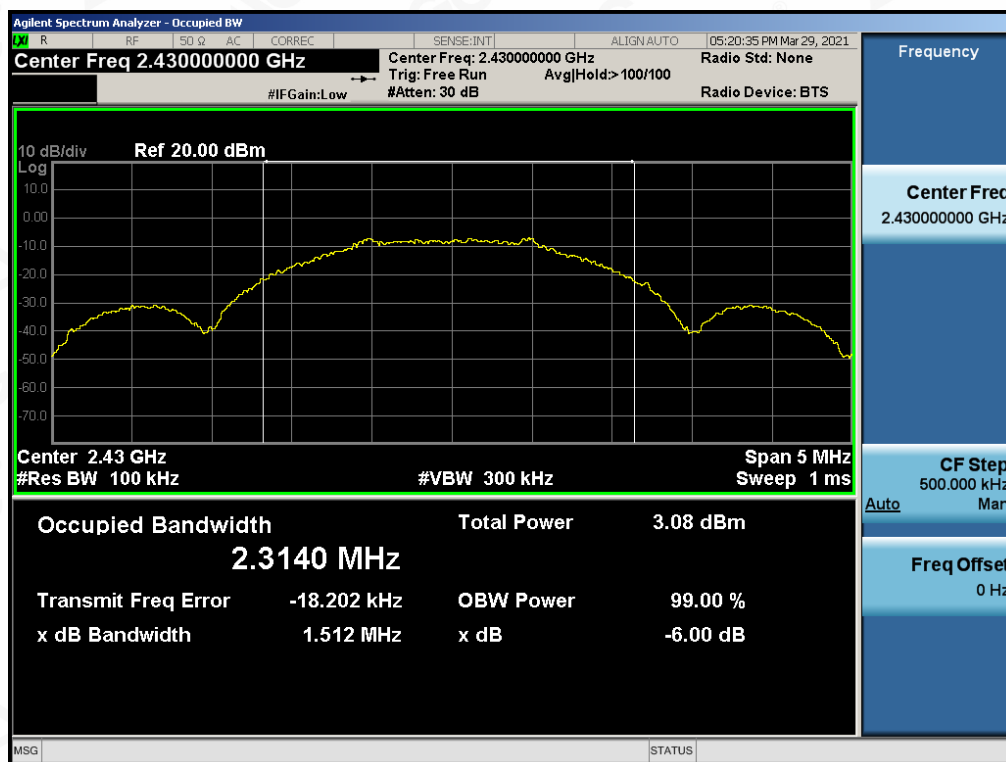 Agilent Spectrum Analyzer - Occupied BW
LXI R RF 50 Ω AC CORREC SENSE:INT ALIGN AUTO 05:20:35 PM Mar 29, 2021
Center Freq 2.430000000 GHz
Center Freq: 2.430000000 GHz
Radio Std: None
Trig: Free Run Avg|Hold:>100/100
#IFGain:Low #Atten: 30 dB Radio Device: BTS
10 dB/div Ref 20.00 dBm
Log
10.0
0.00
-10.0
-20.0
-30.0
-40.0
-50.0
-60.0
-70.0
Center 2.43 GHz Span 5 MHz
#Res BW 100 kHz #VBW 300 kHz Sweep 1 ms
Occupied Bandwidth Total Power 3.08 dBm
2.3140 MHz
Transmit Freq Error -18.202 kHz OBW Power 99.00 %
x dB Bandwidth 1.512 MHz x dB -6.00 dB
MSG STATUS
Frequency
Center Freq
2.430000000 GHz
CF Step
500.000 kHz
Auto Man
Freq Offset
0 Hz